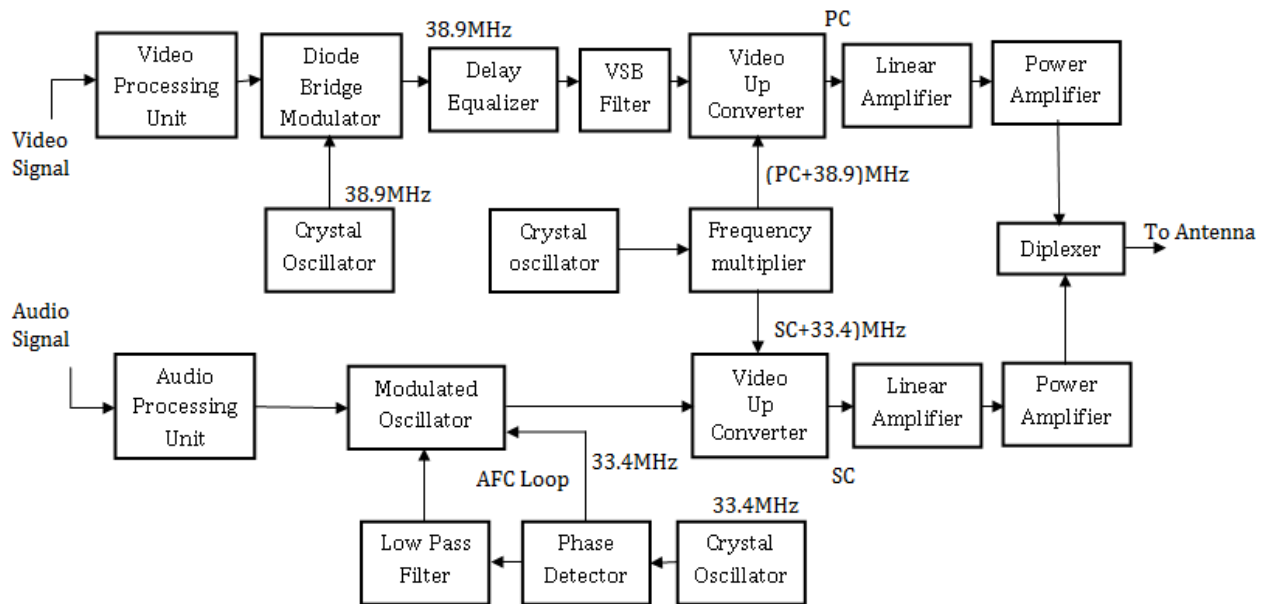 PC
38.9MHz
Video
Processing
Unit
Diode
Bridge
Modulator
Delay
Equalizer
VSB
Filter
Video
Up
Converter
Linear
Amplifier
Power
Amplifier
Video
Signal
38.9MHz
(PC+38.9)MHz
Crystal
Oscillator
Crystal
oscillator
Frequency
multiplier
Diplexer
To Antenna
Audio
Signal
SC+33.4)MHz
Audio
Processing
Unit
Modulated
Oscillator
Video
Up
Converter
Linear
Amplifier
Power
Amplifier
AFC Loop
33.4MHz
SC
33.4MHz
Low Pass
Filter
Phase
Detector
Crystal
Oscillator